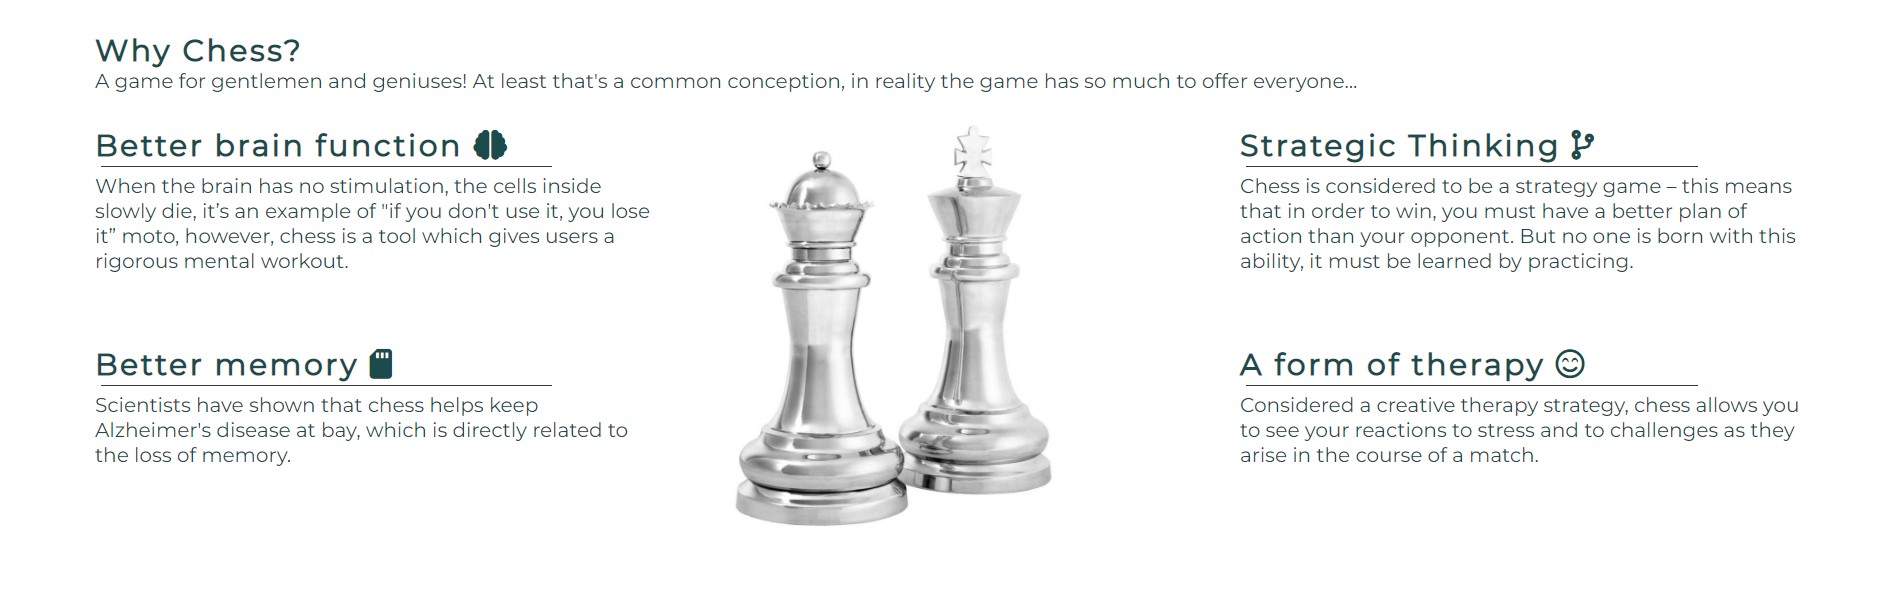 Why Chess?
A game for gentlemen and geniuses! At least that's a common conception, in reality the game has so much to offer everyone...
Better brain function
When the brain has no stimulation, the cells inside
slowly die, it’s an example of "if you don't use it, you lose
it” moto, however, chess is a tool which gives users a
rigorous mental workout.
Better memory
Scientists have shown that chess helps keep
Alzheimer's disease at bay, which is directly related to
the loss of memory.
Strategic Thinking
Chess is considered to be a strategy game – this means
that in order to win, you must have a better plan of
action than your opponent. But no one is born with this
ability, it must be learned by practicing.
A form of therapy
Considered a creative therapy strategy, chess allows you
to see your reactions to stress and to challenges as they
arise in the course of a match.